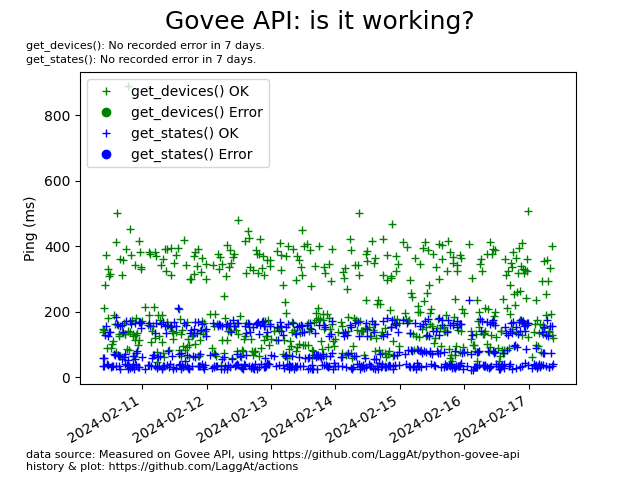 Govee API: is it working?
get_devices(): No recorded error in 7 days.
get_states(): No recorded error in 7 days.
get_devices() OK
get_devices() Error
get_states() OK
get_states() Error
Ping (ms)
800
600
400
200
0
2024-02-11
2024-02-12
2024-02-13
2024-02-14
2024-02-15
2024-02-16
2024-02-17
data source: Measured on Govee API, using https://github.com/LaggAt/python-govee-api
history & plot: https://github.com/LaggAt/actions